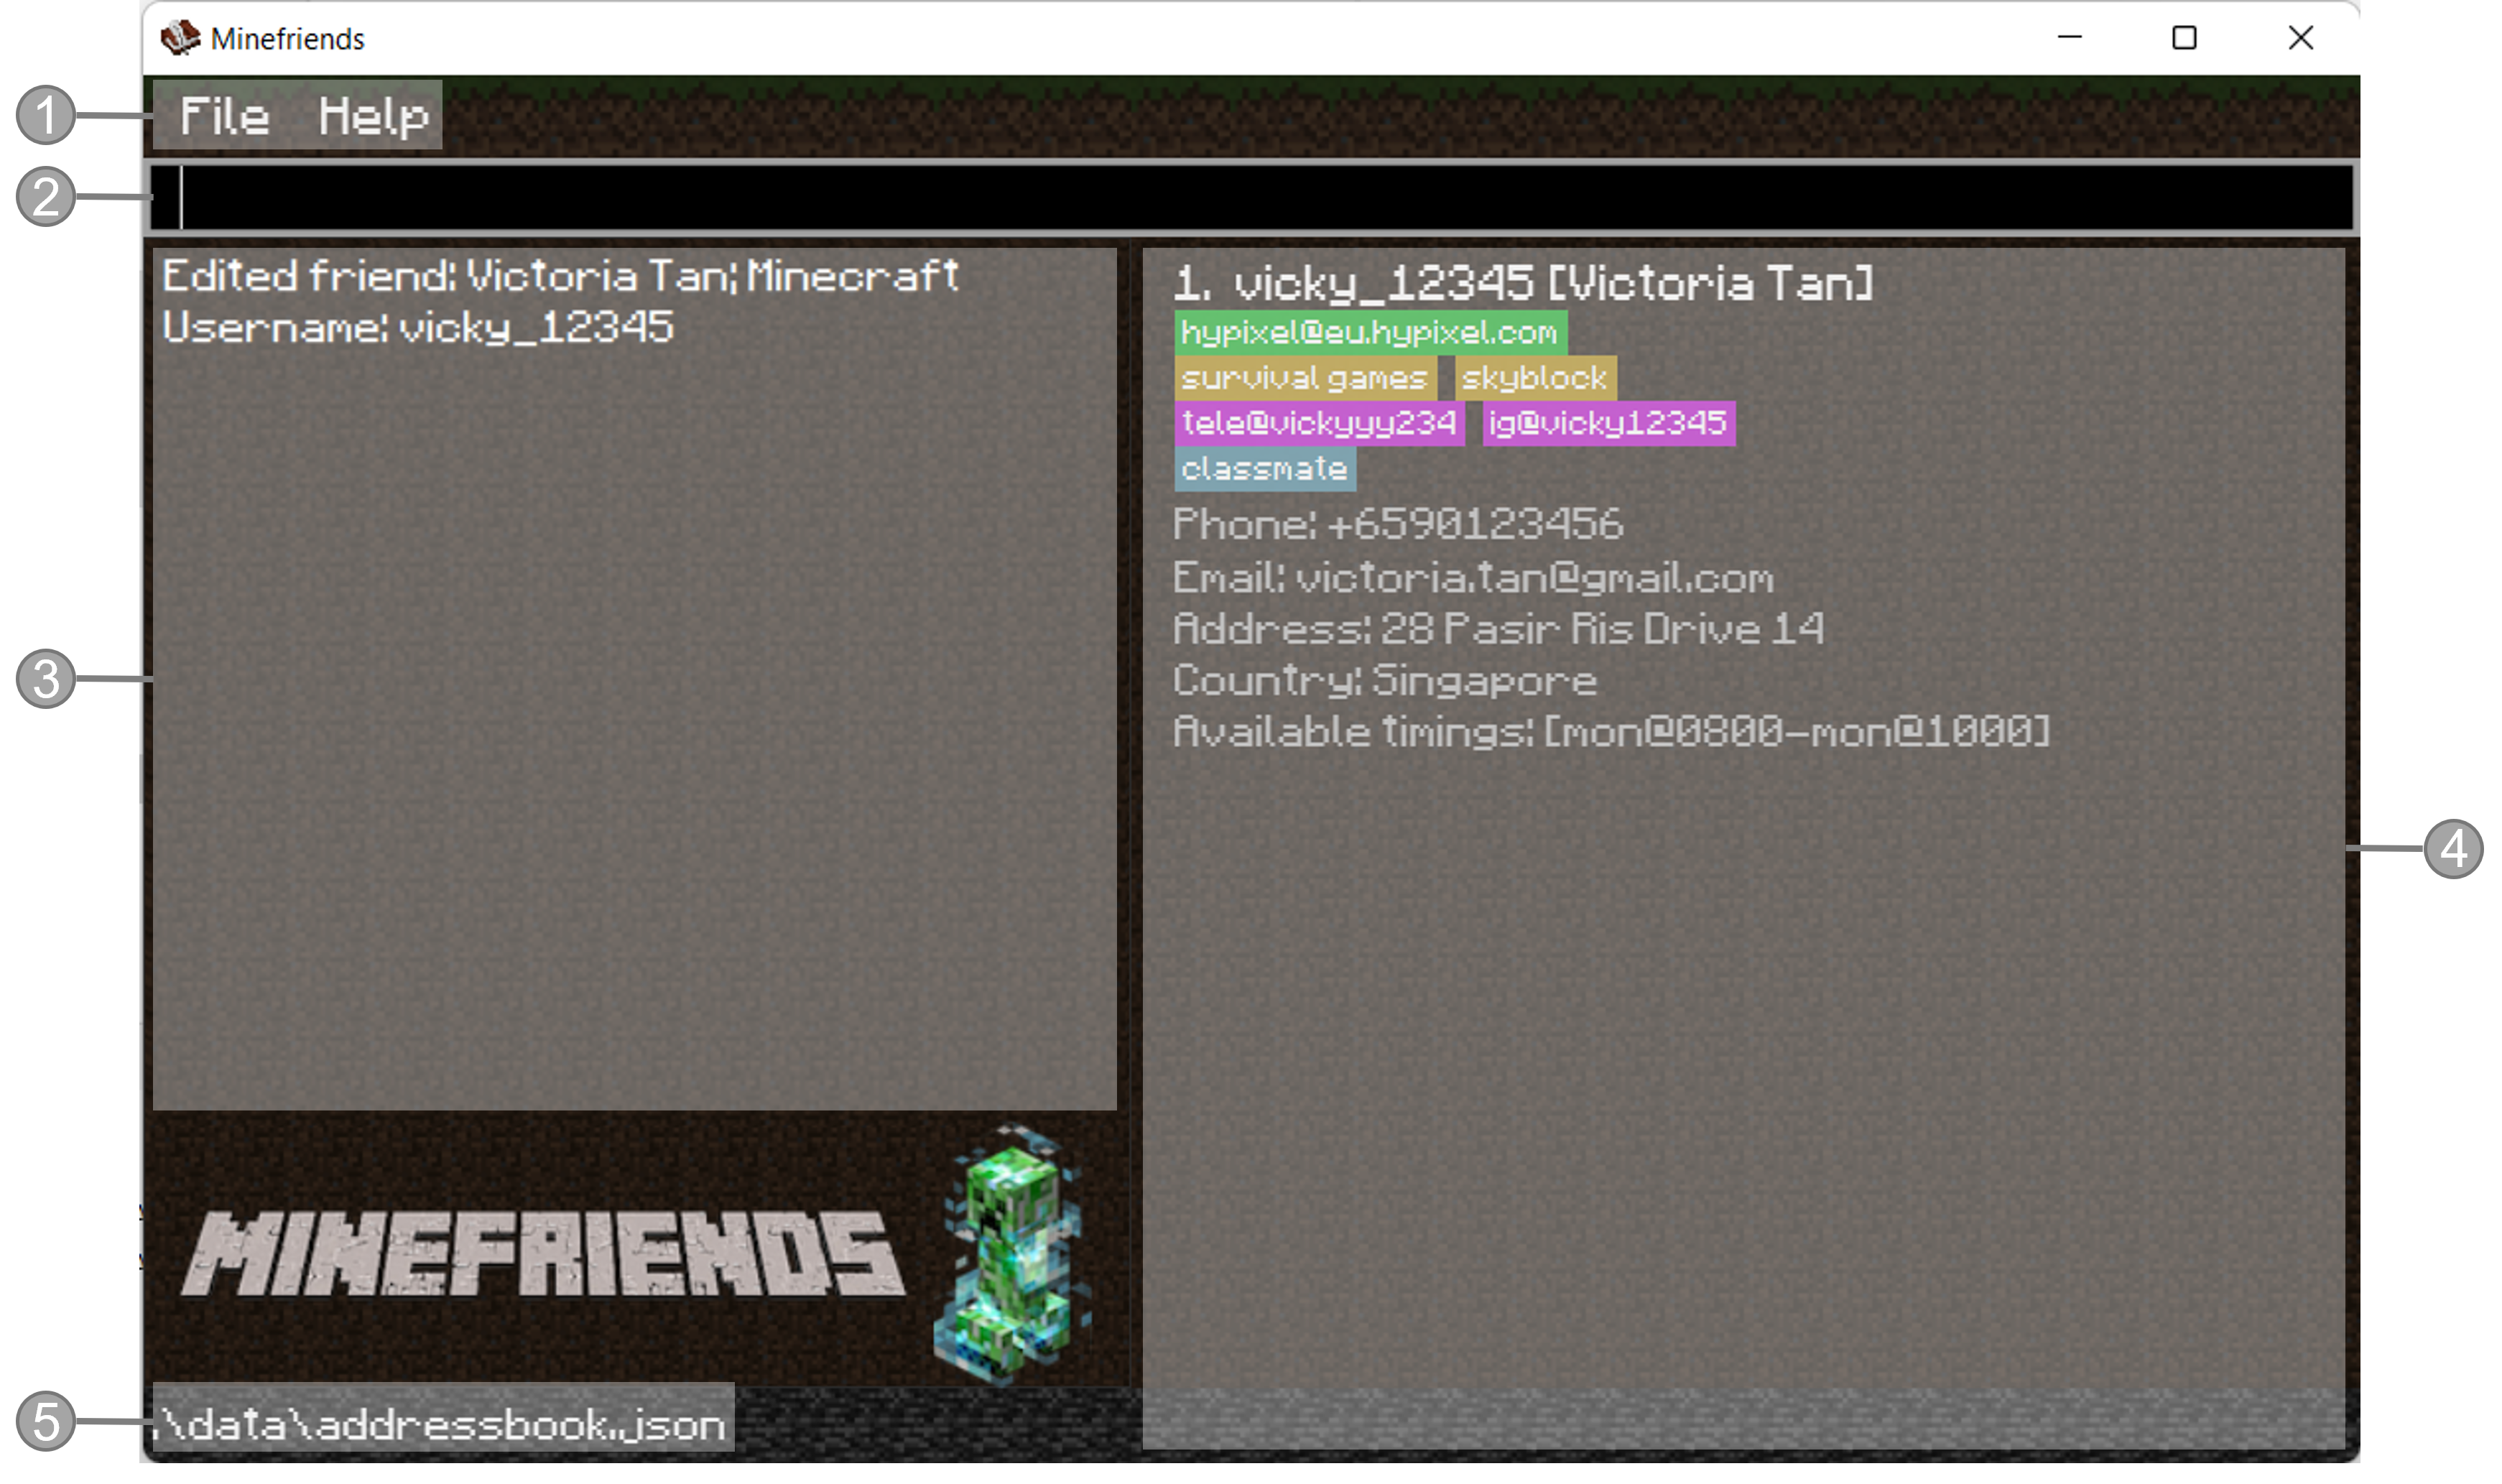 Minefriends
1
File Help
2
Edited friend: Victoria Tan; Minecraft
Username: vicky_12345
3
1. vicky_12345 [Victoria Tan]
hypixel@eu.hypixel.com
survival games skyblock
tele@vickyyy234 ig@vicky12345
classmate
Phone: +6590123456
Email: victoria.tan@gmail.com
Address: 28 Pasir Ris Drive 14
Country: Singapore
Available timings: [mon@0800-mon@1000]
4
MINEFRIENDS
5
.\data\addressbook.json